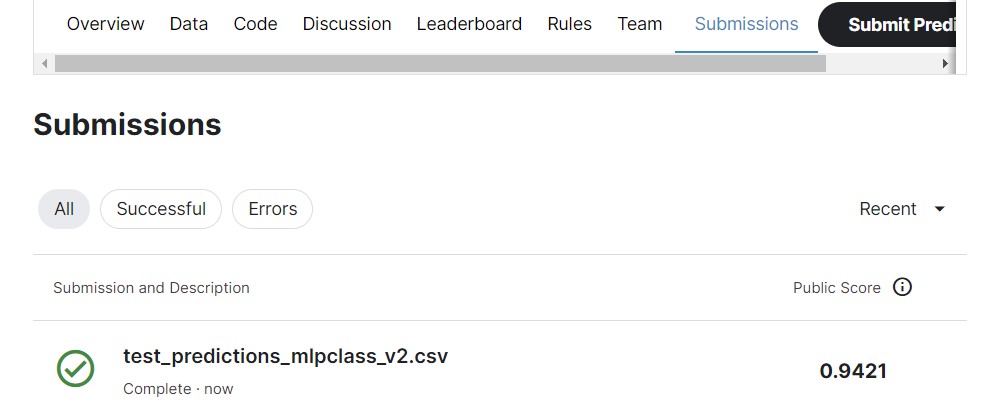 Overview Data Code Discussion Leaderboard Rules Team Submissions Submit Predi
Submissions
All Successful Errors Recent
Submission and Description Public Score
test_predictions_mlpclass_v2.csv 0.9421
Complete · now